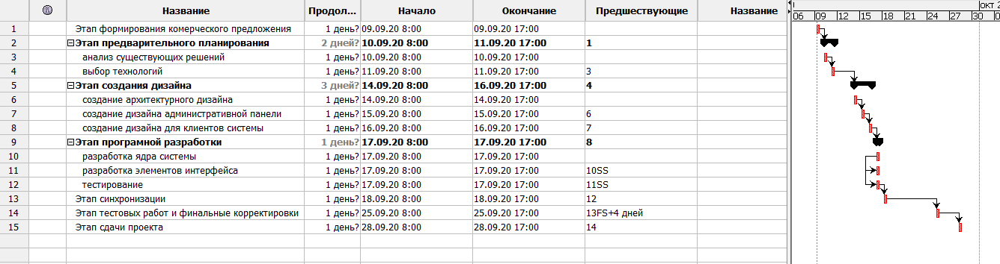 Название Продол... Начало Окончание Предшествующие Название
ОКТ 2
06 09 12 15 18 21 24 27 30
1 Этап формирования комерческого предложения 1 день? 09.09.20 8:00 09.09.20 17:00
2 Этап предварительного планирования 2 дней? 10.09.20 8:00 11.09.20 17:00 1
3 анализ существующих решений 1 день? 10.09.20 8:00 10.09.20 17:00
4 выбор технологий 1 день? 11.09.20 8:00 11.09.20 17:00 3
5 Этап создания дизайна 3 дней? 14.09.20 8:00 16.09.20 17:00 4
6 создание архитектурного дизайна 1 день? 14.09.20 8:00 14.09.20 17:00
7 создание дизайна административной панели 1 день? 15.09.20 8:00 15.09.20 17:00 6
8 создание дизайна для клиентов системы 1 день? 16.09.20 8:00 16.09.20 17:00 7
9 Этап програмной разработки 1 день? 17.09.20 8:00 17.09.20 17:00 8
10 разработка ядра системы 1 день? 17.09.20 8:00 17.09.20 17:00
11 разработка элементов интерфейса 1 день? 17.09.20 8:00 17.09.20 17:00 10SS
12 тестирование 1 день? 17.09.20 8:00 17.09.20 17:00 11SS
13 Этап синхронизации 1 день? 18.09.20 8:00 18.09.20 17:00 12
14 Этап тестовых работ и финальные корректировки 1 день? 25.09.20 8:00 25.09.20 17:00 13FS+4 дней
15 Этап сдачи проекта 1 день? 28.09.20 8:00 28.09.20 17:00 14